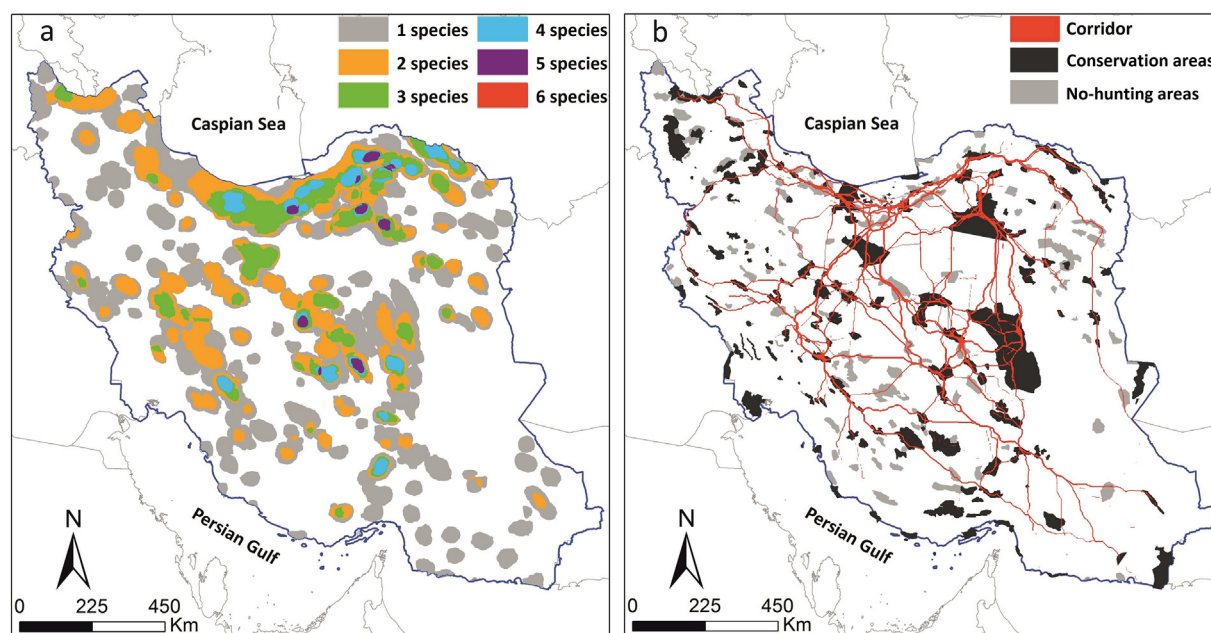 a
1 species
2 species
3 species
4 species
5 species
6 species
Caspian Sea
Persian Gulf
N
0 225 450
Km
b
Corridor
Conservation areas
No-hunting areas
Caspian Sea
Persian Gulf
N
0 225 450
Km